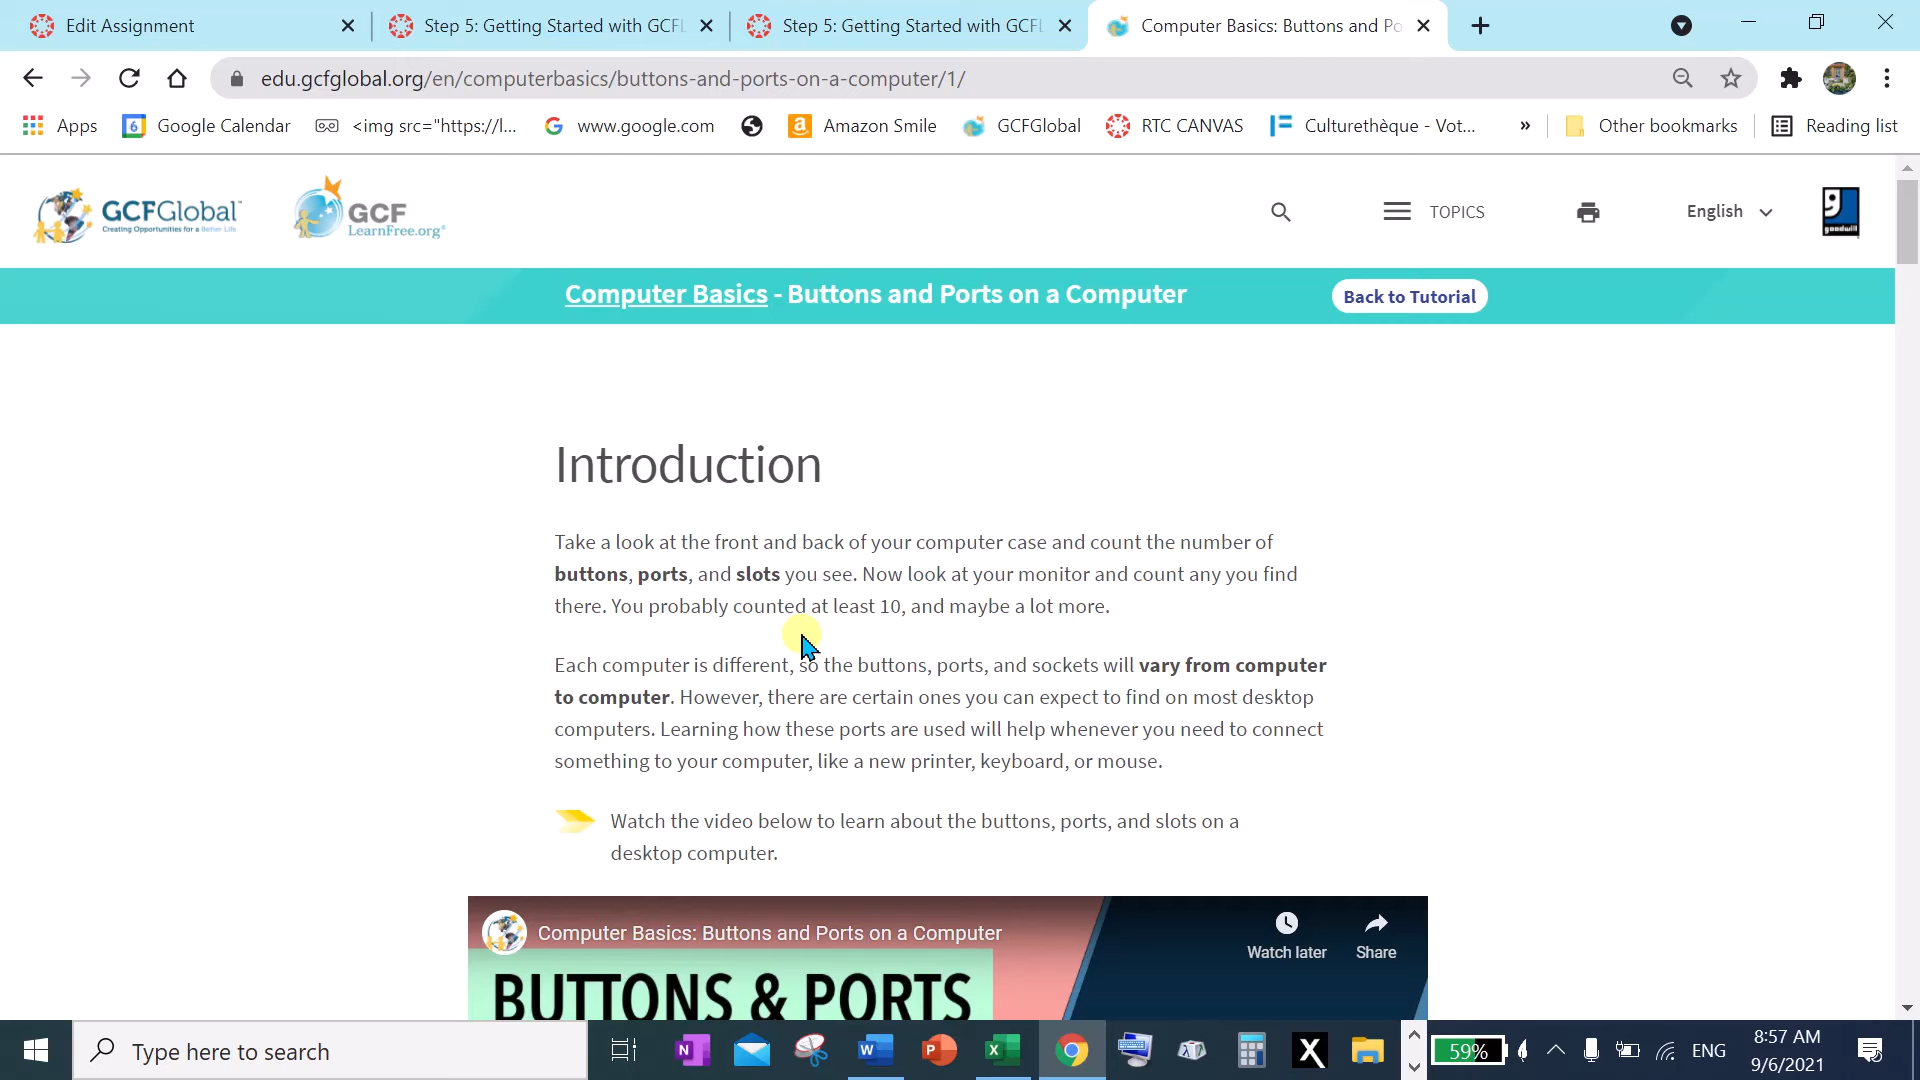 Edit Assignment
Step 5: Getting Started with GCFL
Step 5: Getting Started with GCFL
Computer Basics: Buttons and Po
edu.gcfglobal.org/en/computerbasics/buttons-and-ports-on-a-computer/1/
Apps
Google Calendar
<img src="https://l...
www.google.com
Amazon Smile
GCFGlobal
RTC CANVAS
Culturethèque - Vot...
»
Other bookmarks
Reading list
GCFGlobal
Creating Opportunities for a Better Life
GCF
LearnFree.org®
TOPICS
English
goodwill
Computer Basics - Buttons and Ports on a Computer
Back to Tutorial
Introduction
Take a look at the front and back of your computer case and count the number of
buttons, ports, and slots you see. Now look at your monitor and count any you find
there. You probably counted at least 10, and maybe a lot more.
Each computer is different, so the buttons, ports, and sockets will vary from computer
to computer. However, there are certain ones you can expect to find on most desktop
computers. Learning how these ports are used will help whenever you need to connect
something to your computer, like a new printer, keyboard, or mouse.
Watch the video below to learn about the buttons, ports, and slots on a
desktop computer.
Computer Basics: Buttons and Ports on a Computer
Watch later
Share
BUTTONS & PORTS
Type here to search
59%
ENG
8:57 AM
9/6/2021